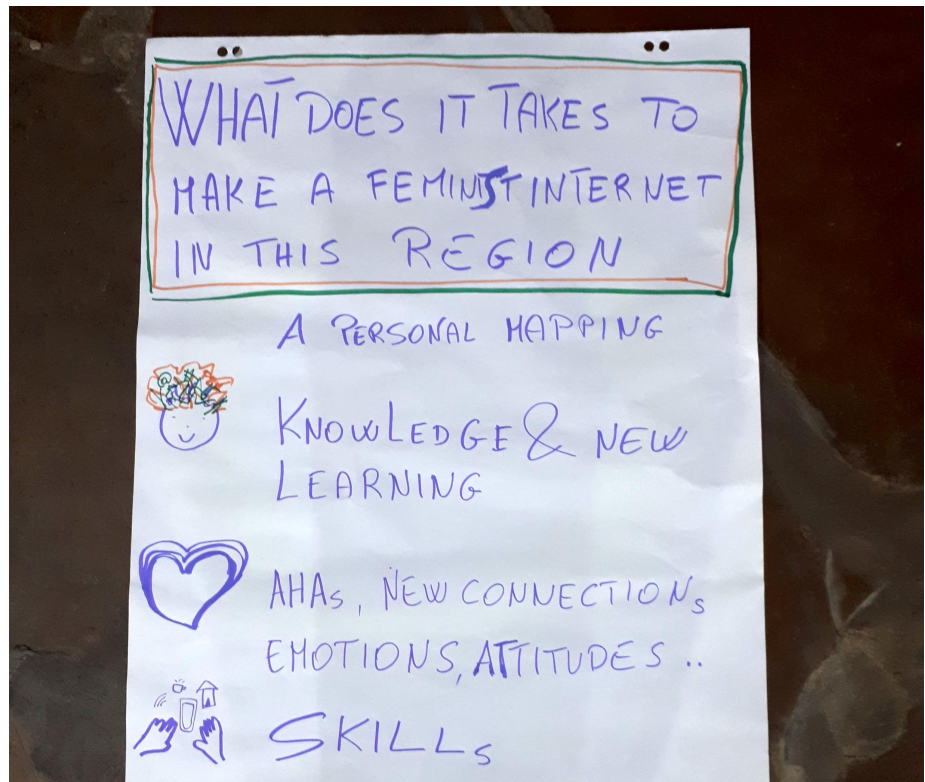 WHAT DOES IT TAKES TO
MAKE A FEMINIST INTERNET
IN THIS REGION
A PERSONAL MAPPING
KNOWLEDGE & NEW
LEARNING
AHAs, NEW CONNECTIONs
EMOTIONS, ATTITUDES ..
SKILLs